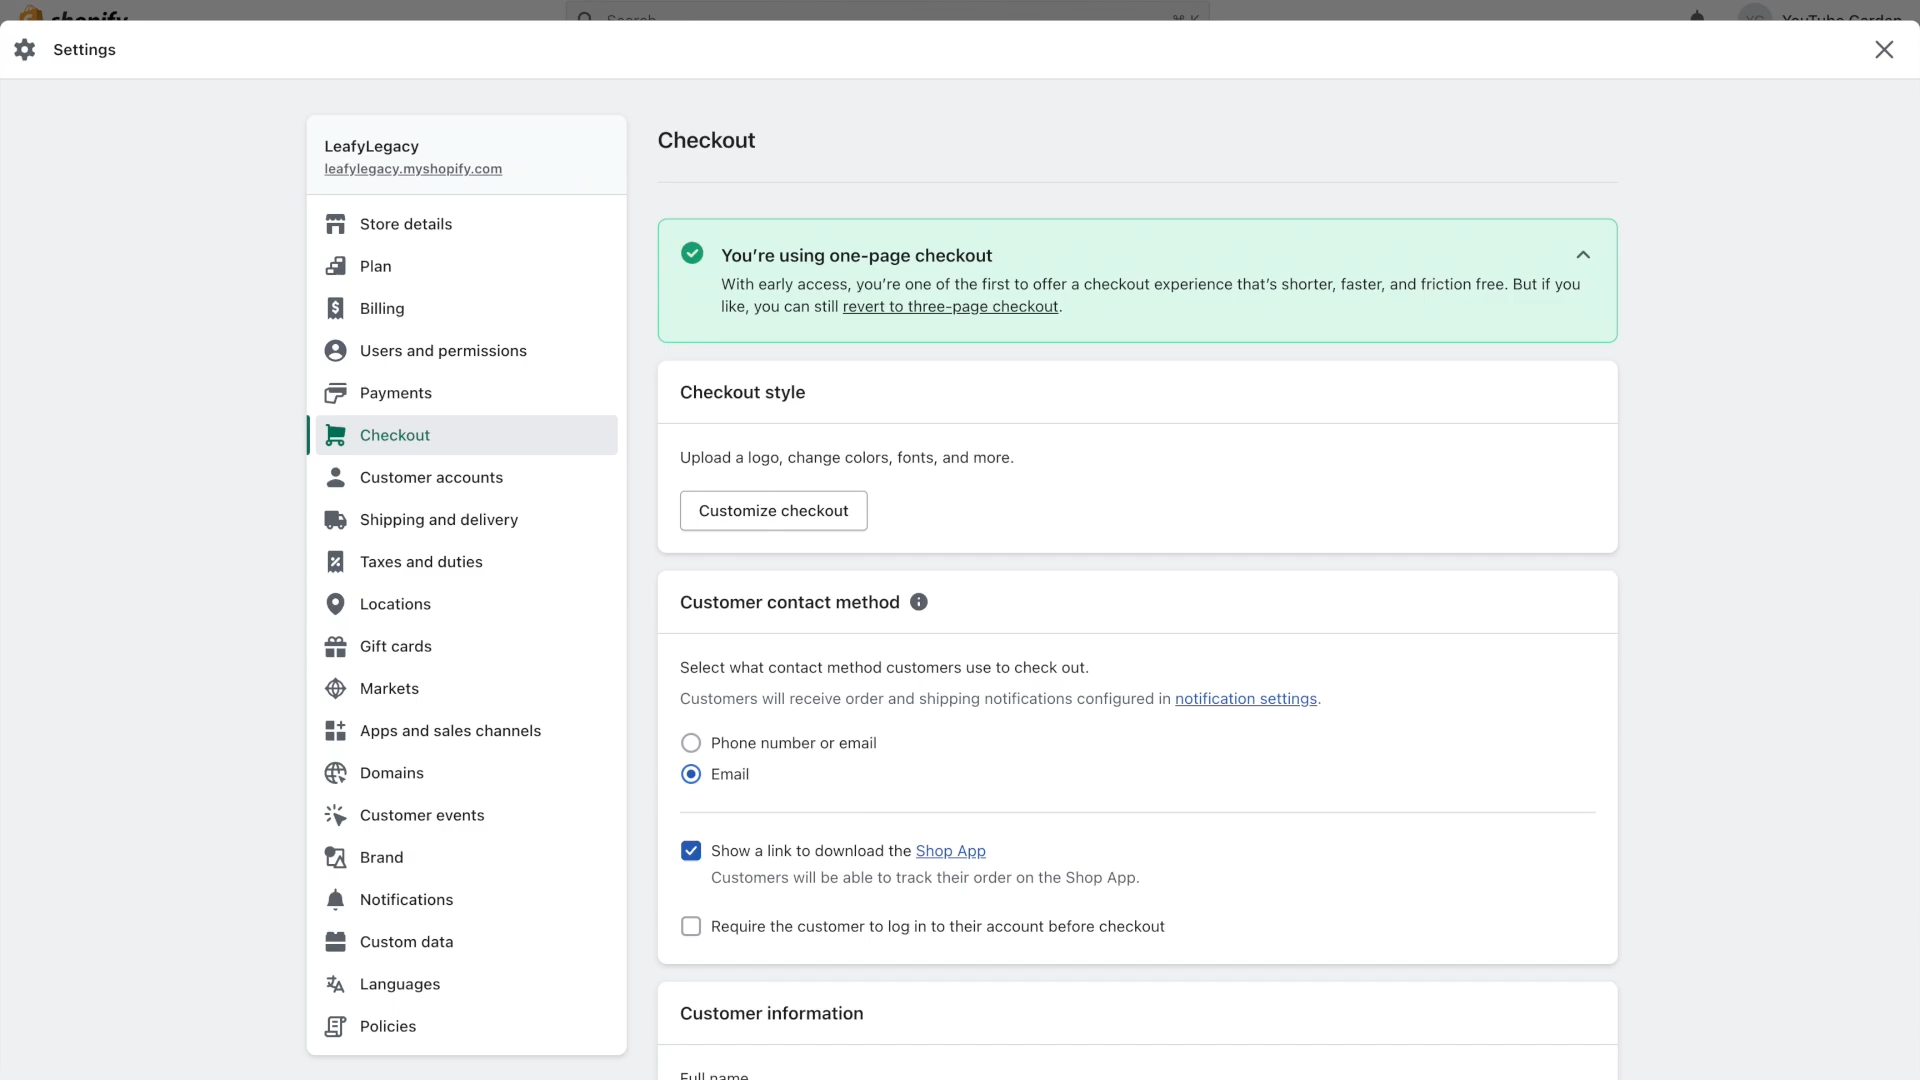 shopify
Search
⌘ K
YouTube Garden
Settings
LeafyLegacy
leafylegacy.myshopify.com
Store details
Plan
Billing
Users and permissions
Payments
Checkout
Customer accounts
Shipping and delivery
Taxes and duties
Locations
Gift cards
Markets
Apps and sales channels
Domains
Customer events
Brand
Notifications
Custom data
Languages
Policies
Checkout
You’re using one-page checkout
With early access, you’re one of the first to offer a checkout experience that’s shorter, faster, and friction free. But if you
like, you can still revert to three-page checkout.
Checkout style
Upload a logo, change colors, fonts, and more.
Customize checkout
Customer contact method
Select what contact method customers use to check out.
Customers will receive order and shipping notifications configured in notification settings.
Phone number or email
Email
Show a link to download the Shop App
Customers will be able to track their order on the Shop App.
Require the customer to log in to their account before checkout
Customer information
Full name